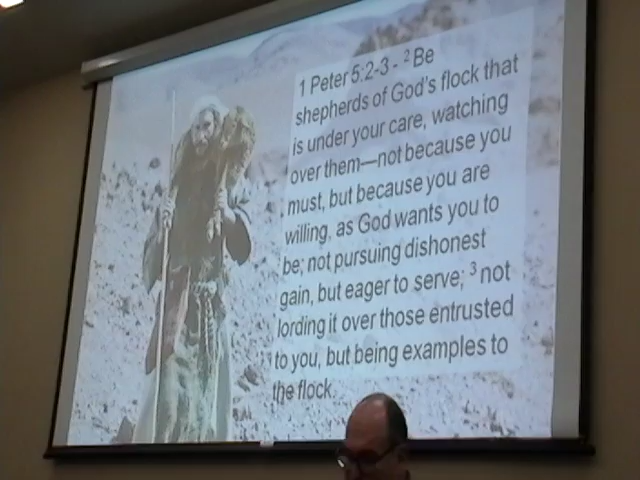 1 Peter 5:2-3 - 2 Be
shepherds of God's flock that
is under your care, watching
over them—not because you
must, but because you are
willing, as God wants you to
be; not pursuing dishonest
gain, but eager to serve; 3 not
lording it over those entrusted
to you, but being examples to
the flock.